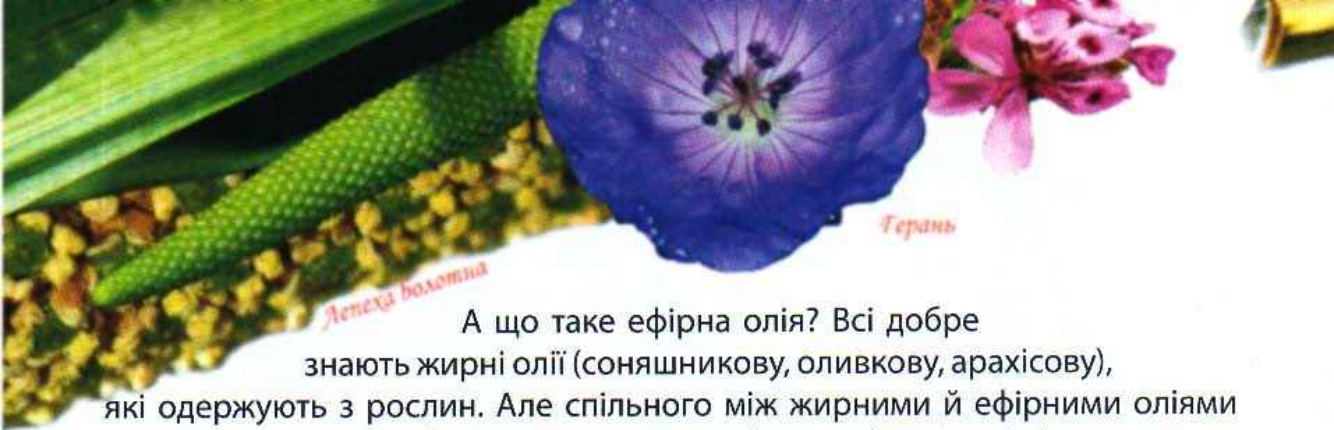 Герань
Лепеха болотна
А що таке ефірна олія? Всі добре
знають жирні олії (соняшникову, оливкову, арахісову),
які одержують з рослин. Але спільного між жирними й ефірними оліями